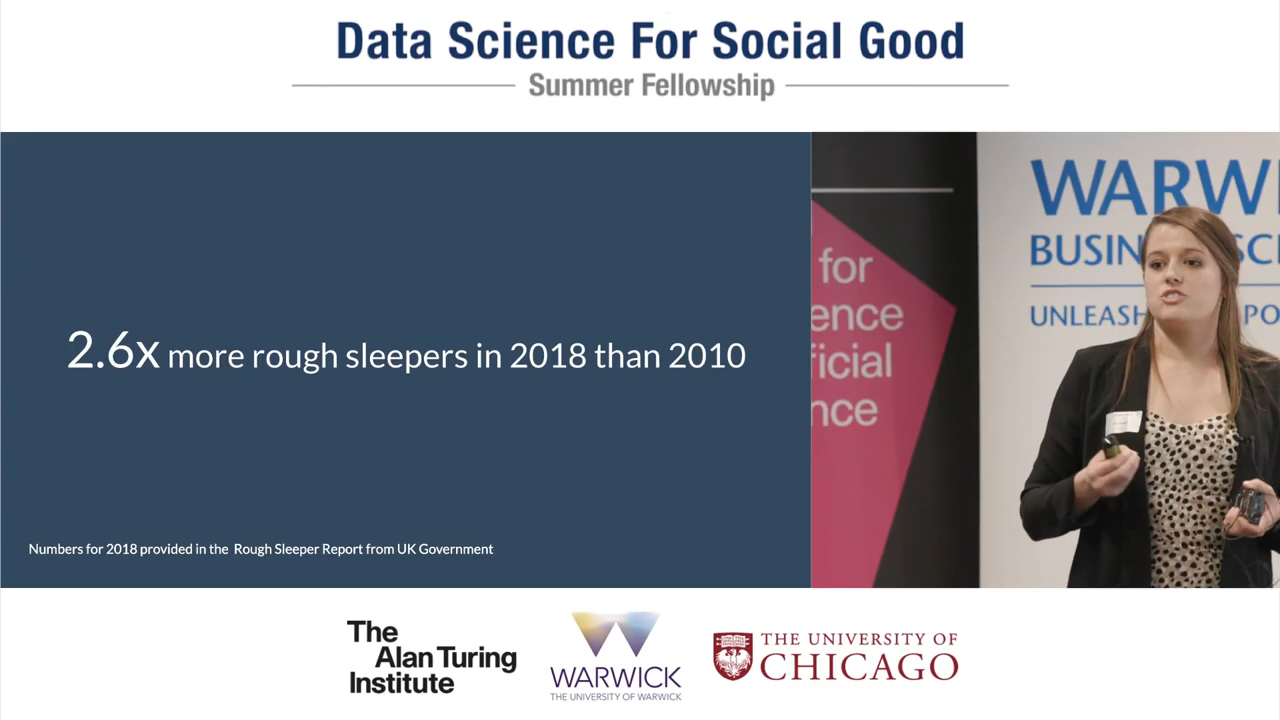 Data Science For Social Good
Summer Fellowship
2.6x more rough sleepers in 2018 than 2010
Numbers for 2018 provided in the Rough Sleeper Report from UK Government
for
ence
ficial
nce
WARWI
BUSIN SC
UNLEASH PO
The
Alan Turing
Institute
WARWICK
THE UNIVERSITY OF WARWICK
THE UNIVERSITY OF
CHICAGO